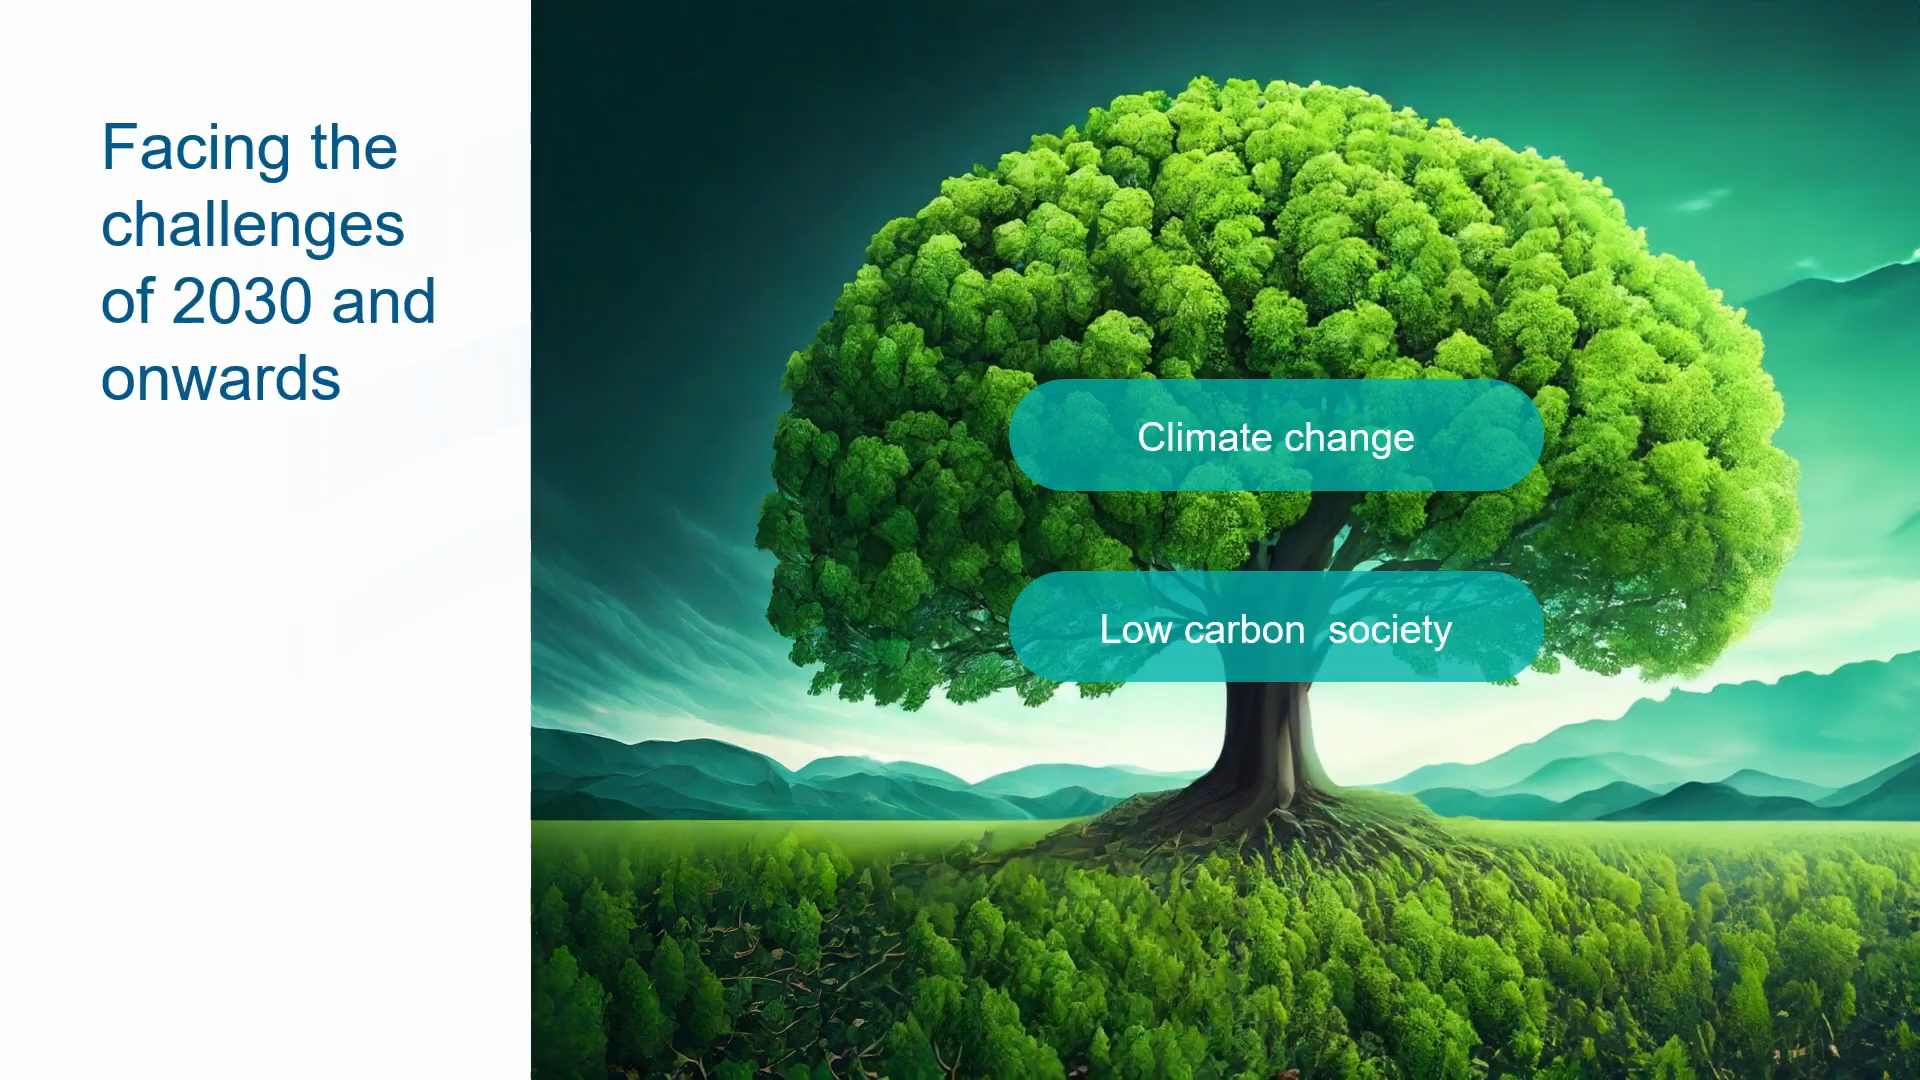 Facing the
challenges
of 2030 and
onwards
Climate change
Low carbon  society